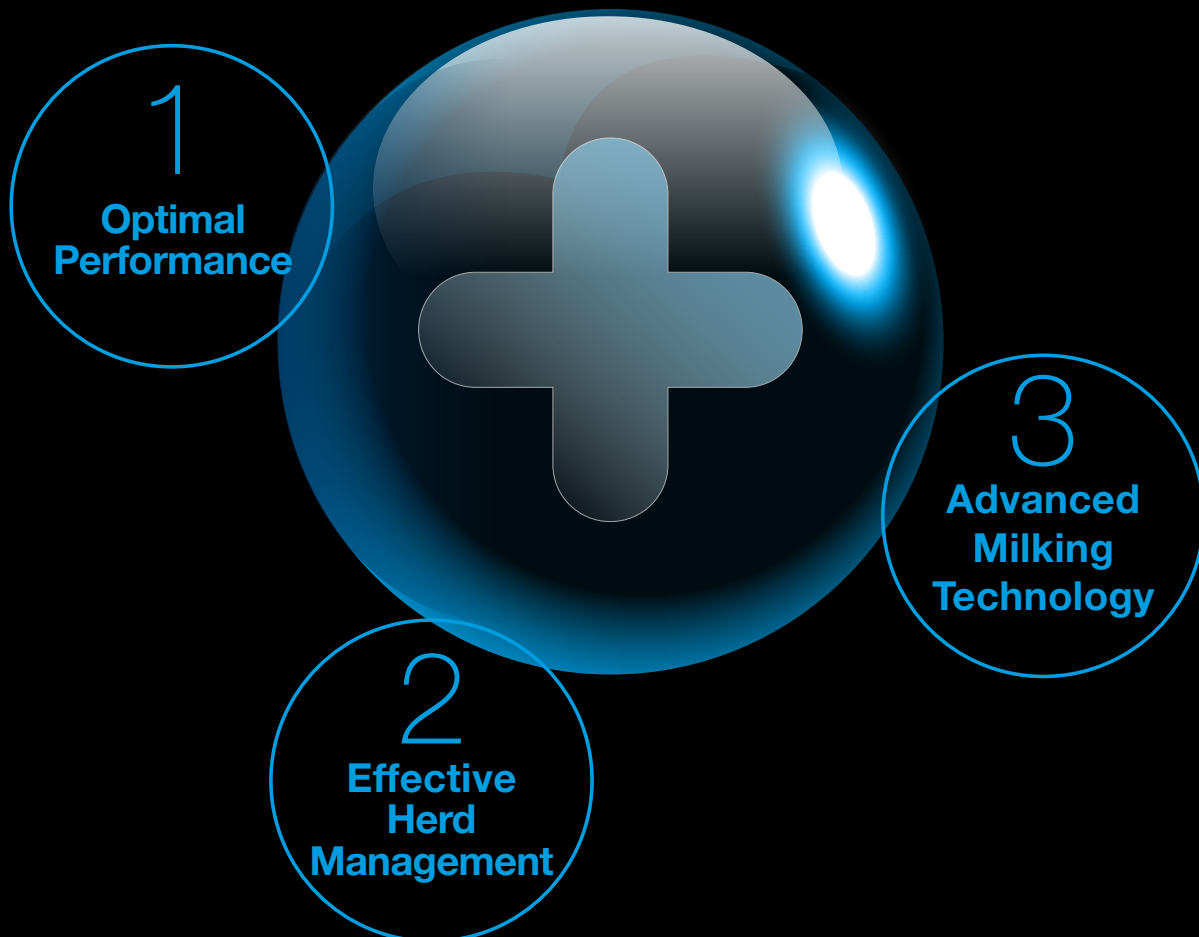 1
Optimal
Performance
2
Effective
Herd
Management
3
Advanced
Milking
Technology